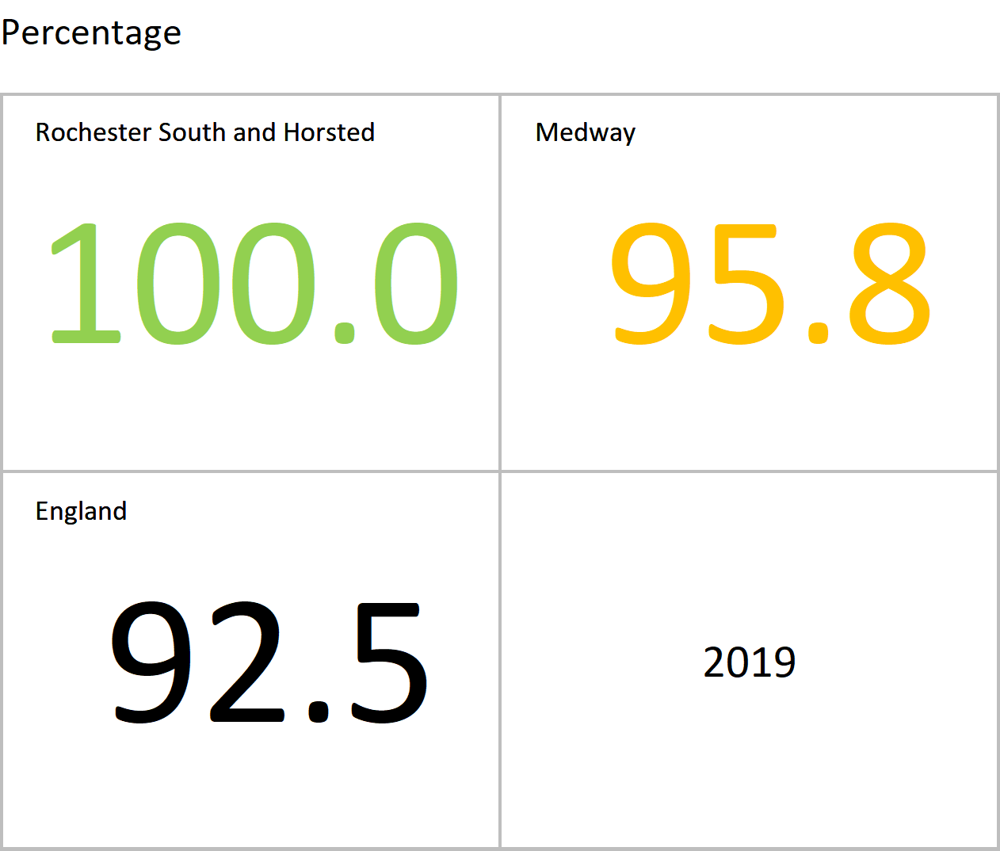 Percentage
Rochester South and Horsted
100.0
Medway
95.8
England
92.5
2019